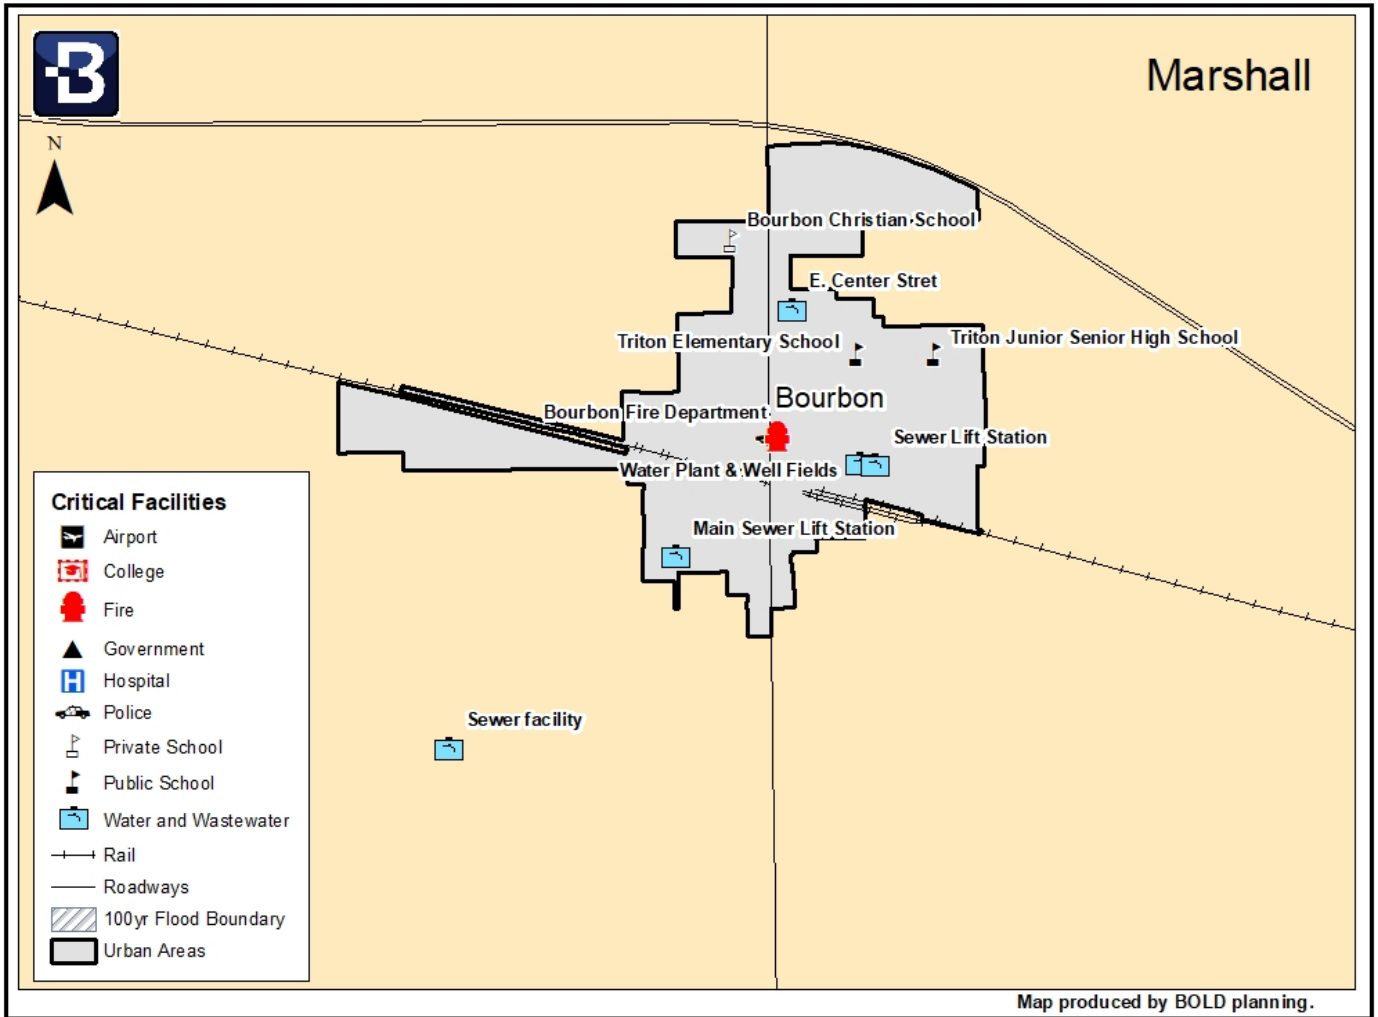 B
Marshall
N
Bourbon Christian School
E. Center Stret
Triton Elementary School
Triton Junior Senior High School
Bourbon
Bourbon Fire Department
Sewer Lift Station
Water Plant & Well Fields
Main Sewer Lift Station
Sewer facility
Critical Facilities
Airport
College
Fire
Government
H
Hospital
Police
Private School
Public School
Water and Wastewater
Rail
Roadways
100yr Flood Boundary
Urban Areas
Map produced by BOLD planning.